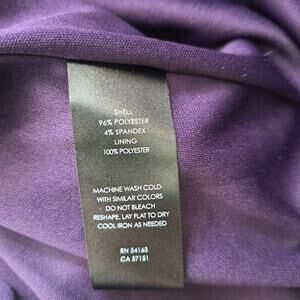 SHELL
96% POLYESTER
4% SPANDEX
LINING
100% POLYESTER
MACHINE WASH COLD
WITH SIMILAR COLORS
DO NOT BLEACH
RESHAPE, LAY FLAT TO DRY
COOL IRON AS NEEDED
RN 54163
CA 57151